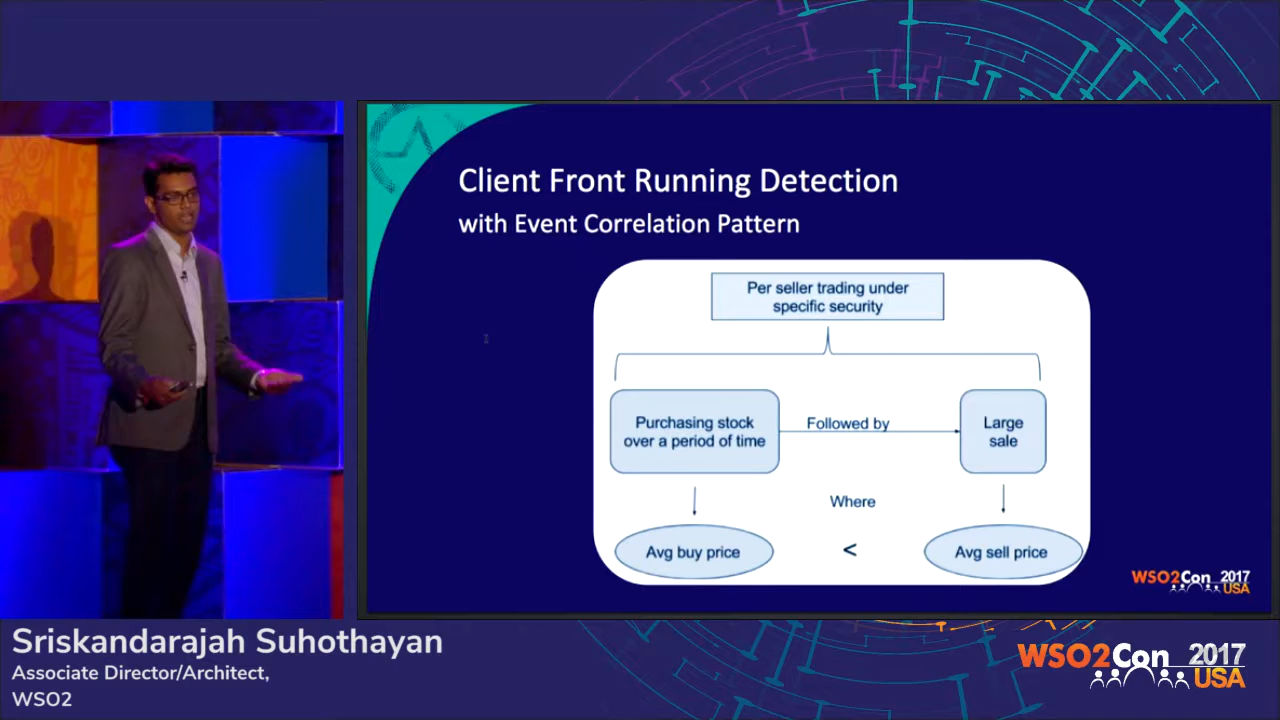 Client Front Running Detection
with Event Correlation Pattern
Per seller trading under
specific security
Purchasing stock
over a period of time
Followed by
Large
sale
Where
Avg buy price
<
Avg sell price
WSO2Con 2017
USA
Sriskandarajah Suhothayan
Associate Director/Architect,
WSO2
WSO2Con 2017
USA